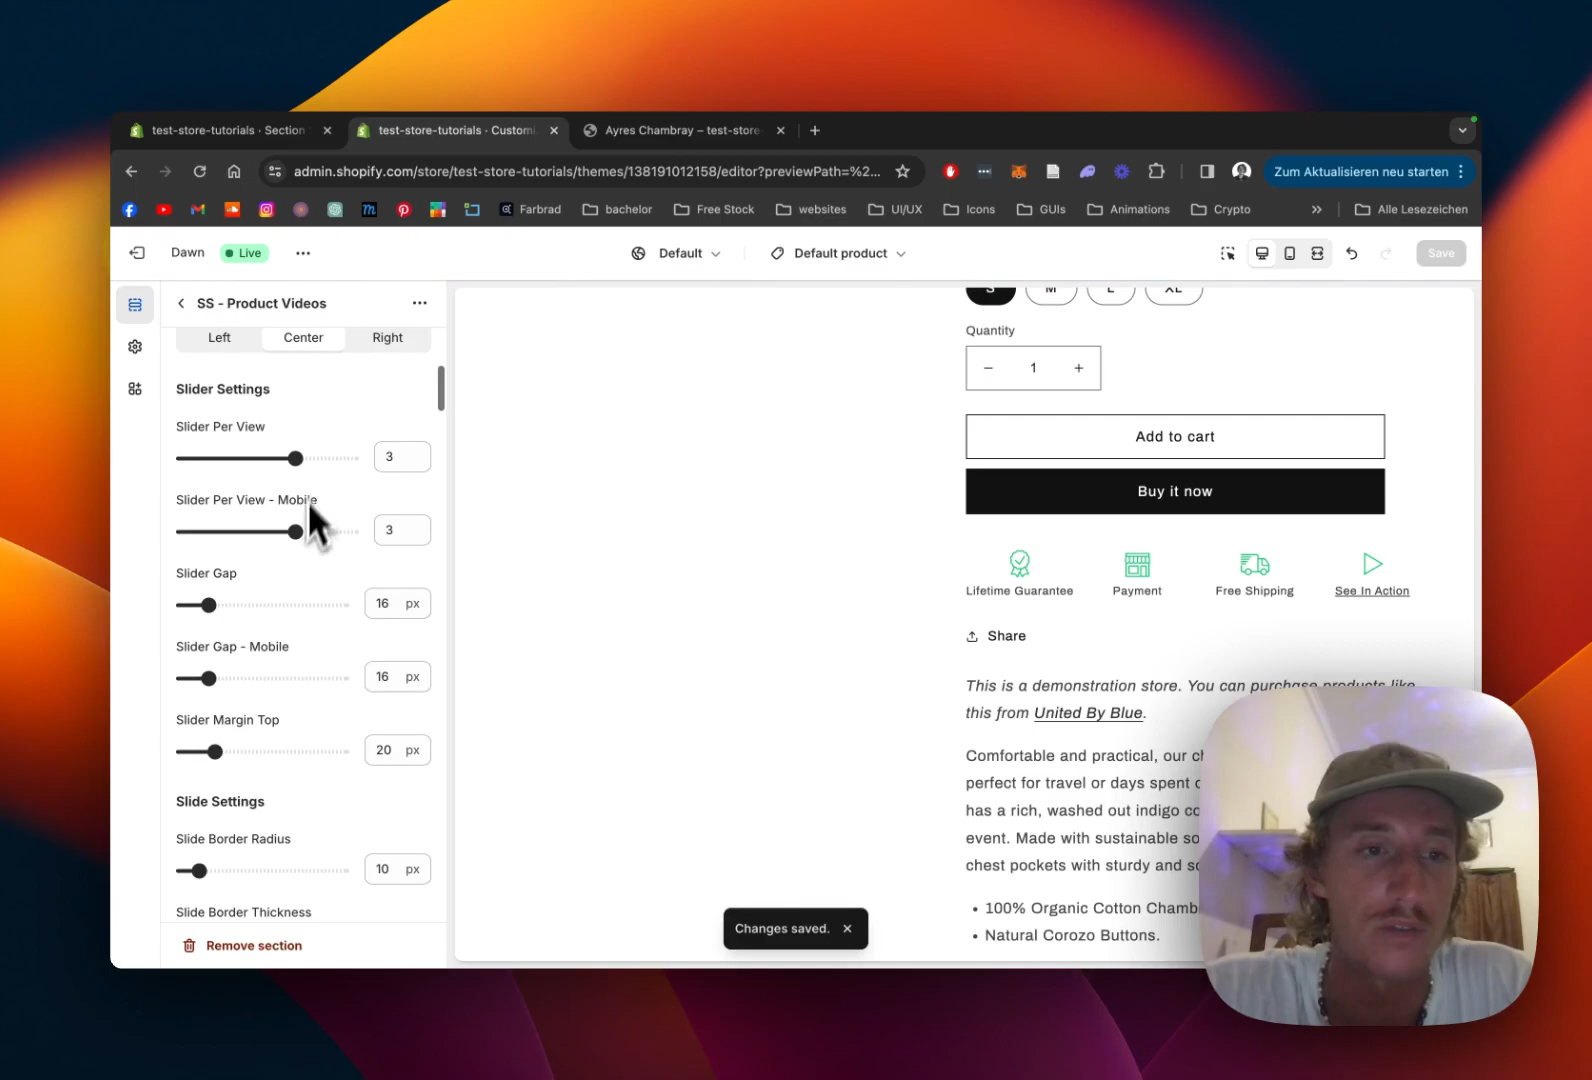 test-store-tutorials · Section
test-store-tutorials · Customi
Ayres Chambray – test-store
admin.shopify.com/store/test-store-tutorials/themes/138191012158/editor?previewPath=%2...
Zum Aktualisieren neu starten
Farbrad
bachelor
Free Stock
websites
UI/UX
Icons
GUIs
Animations
Crypto
Alle Lesezeichen
Dawn
Live
Default
Default product
Save
SS - Product Videos
Left
Center
Right
Slider Settings
Slider Per View
3
Slider Per View - Mobile
3
Slider Gap
16 px
Slider Gap - Mobile
16 px
Slider Margin Top
20 px
Slide Settings
Slide Border Radius
10 px
Slide Border Thickness
Remove section
S
M
L
XL
Quantity
1
Add to cart
Buy it now
Lifetime Guarantee
Payment
Free Shipping
See In Action
Share
This is a demonstration store. You can purchase products like
this from United By Blue.
Comfortable and practical, our
perfect for travel or days spent
has a rich, washed out indigo
event. Made with sustainable
chest pockets with sturdy and
• 100% Organic Cotton
• Natural Corozo Buttons.
Changes saved.